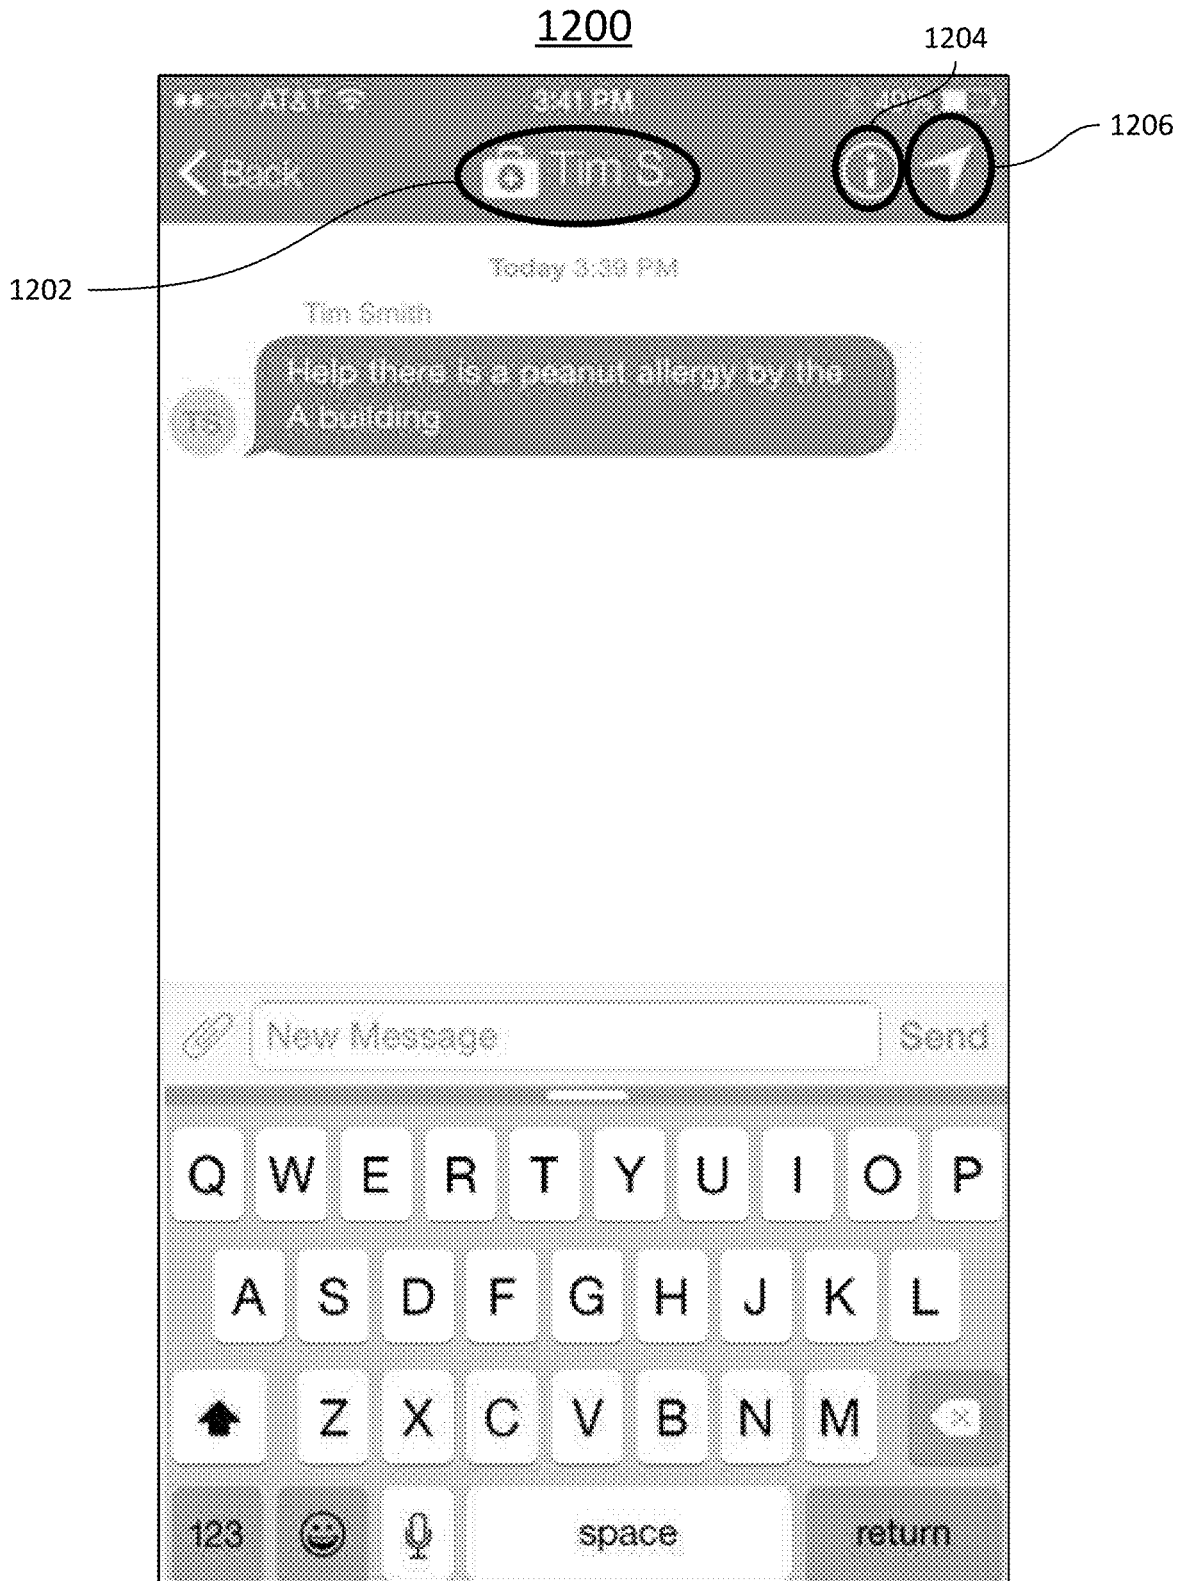 1200
1204
AT&T 3:41 PM
1206
Back Tim S.
1202
Today 3:39 PM
Tim Smith
Help there is a peanut allergy by the
A building
TS
New Message Send
Q W E R T Y U I O P
A S D F G H J K L
Z X C V B N M
123 space return